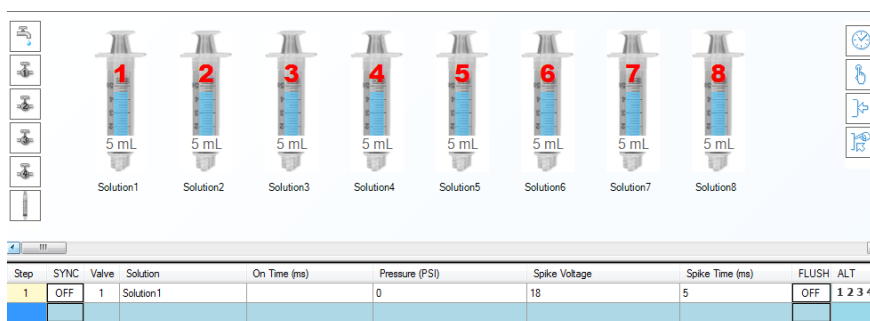 1 2 3 4 5 6 7 8
5 mL 5 mL 5 mL 5 mL 5 mL 5 mL 5 mL 5 mL
Solution1 Solution2 Solution3 Solution4 Solution5 Solution6 Solution7 Solution8
Step SYNC Valve Solution On Time (ms) Pressure (PSI) Spike Voltage Spike Time (ms) FLUSH ALT
1 OFF 1 Solution1 0 18 5 OFF 1 2 3 4